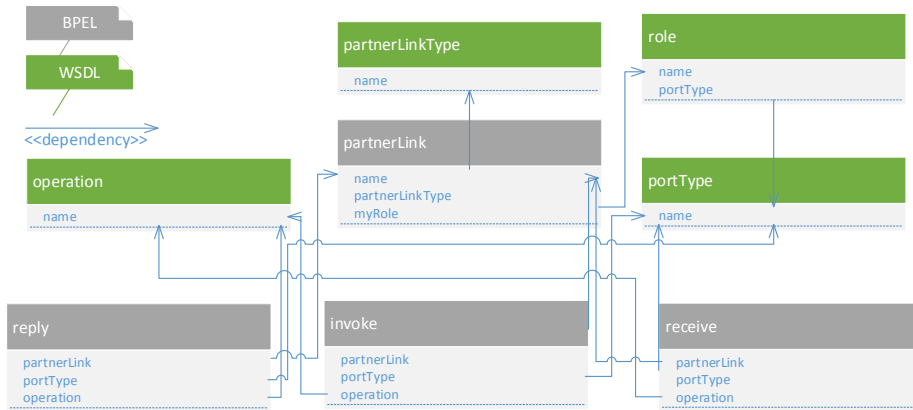 BPEL
WSDL
<<dependency>>
partnerLinkType
name
role
name
portType
partnerLink
name
partnerLinkType
myRole
operation
name
portType
name
reply
partnerLink
portType
operation
invoke
partnerLink
portType
operation
receive
partnerLink
portType
operation